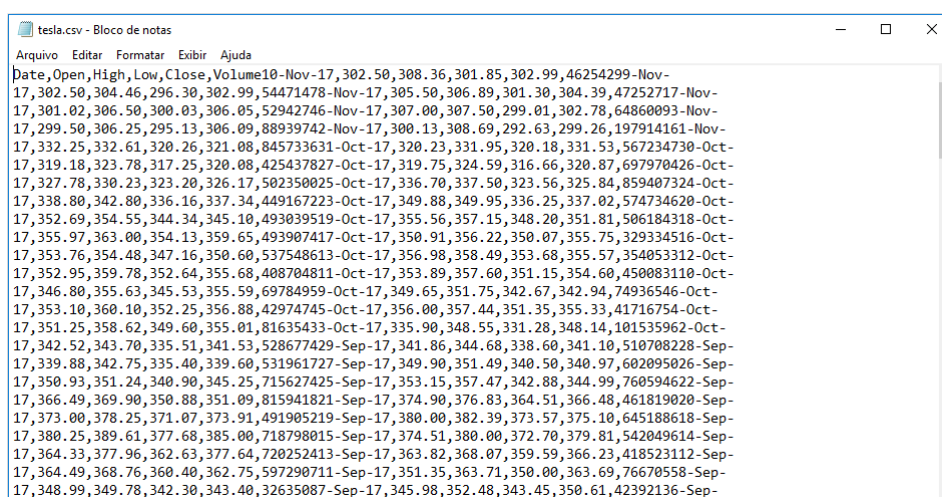 tesla.csv - Bloco de notas
Arquivo Editar Formatar Exibir Ajuda
Date,Open,High,Low,Close,Volume10-Nov-17,302.50,308.36,301.85,302.99,46254299-Nov-
17,302.50,304.46,296.30,302.99,54471478-Nov-17,305.50,306.89,301.30,304.39,47252717-Nov-
17,301.02,306.50,300.03,306.05,52942746-Nov-17,307.00,307.50,299.01,302.78,64860093-Nov-
17,299.50,306.25,295.13,306.09,88939742-Nov-17,300.13,308.69,292.63,299.26,197914161-Nov-
17,332.25,332.61,320.26,321.08,845733631-Oct-17,320.23,331.95,320.18,331.53,567234730-Oct-
17,319.18,323.78,317.25,320.08,425437827-Oct-17,319.75,324.59,316.66,320.87,697970426-Oct-
17,327.78,330.23,323.20,326.17,502350025-Oct-17,336.70,337.50,323.56,325.84,859407324-Oct-
17,338.80,342.80,336.16,337.34,449167223-Oct-17,349.88,349.95,336.25,337.02,574734620-Oct-
17,352.69,354.55,344.34,345.10,493039519-Oct-17,355.56,357.15,348.20,351.81,506184318-Oct-
17,355.97,363.00,354.13,359.65,493907417-Oct-17,350.91,356.22,350.07,355.75,329334516-Oct-
17,353.76,354.48,347.16,350.60,537548613-Oct-17,356.98,358.49,353.68,355.57,354053312-Oct-
17,352.95,359.78,352.64,355.68,408704811-Oct-17,353.89,357.60,351.15,354.60,450083110-Oct-
17,346.80,355.63,345.53,355.59,69784959-Oct-17,349.65,351.75,342.67,342.94,74936546-Oct-
17,353.10,360.10,352.25,356.88,42974745-Oct-17,356.00,357.44,351.35,355.33,41716754-Oct-
17,351.25,358.62,349.60,355.01,81635433-Oct-17,335.90,348.55,331.28,348.14,101535962-Oct-
17,342.52,343.70,335.51,341.53,528677429-Sep-17,341.86,344.68,338.60,341.10,510708228-Sep-
17,339.88,342.75,335.40,339.60,531961727-Sep-17,349.90,351.49,340.50,340.97,602095026-Sep-
17,350.93,351.24,340.90,345.25,715627425-Sep-17,353.15,357.47,342.88,344.99,760594622-Sep-
17,366.49,369.90,350.88,351.09,815941821-Sep-17,374.90,376.83,364.51,366.48,461819020-Sep-
17,373.00,378.25,371.07,373.91,491905219-Sep-17,380.00,382.39,373.57,375.10,645188618-Sep-
17,380.25,389.61,377.68,385.00,718798015-Sep-17,374.51,380.00,372.70,379.81,542049614-Sep-
17,364.33,377.96,362.63,377.64,720252413-Sep-17,363.82,368.07,359.59,366.23,418523112-Sep-
17,364.49,368.76,360.40,362.75,597290711-Sep-17,351.35,363.71,350.00,363.69,76670558-Sep-
17,348.99,349.78,342.30,343.40,32635087-Sep-17,345.98,352.48,343.45,350.61,42392136-Sep-